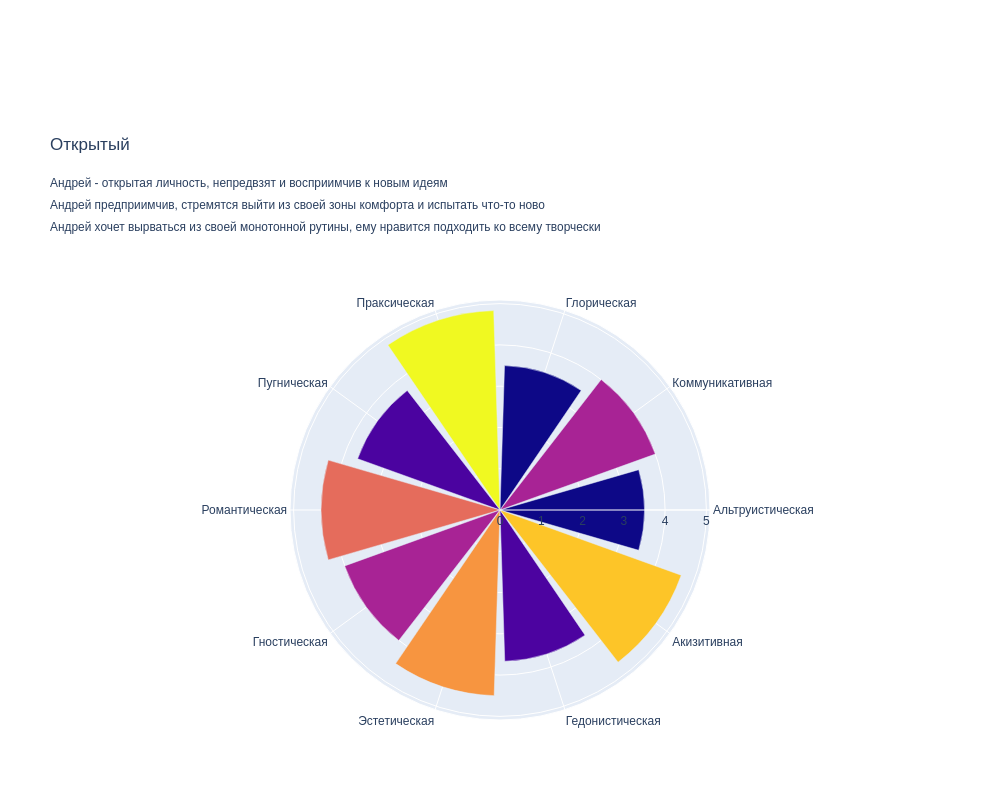 Открытый
Андрей - открытая личность, непредвзят и восприимчив к новым идеям
Андрей предприимчив, стремятся выйти из своей зоны комфорта и испытать что-то ново
Андрей хочет вырваться из своей монотонной рутины, ему нравится подходить ко всему творчески
Праксическая
Глорическая
Пугническая
Коммуникативная
Романтическая
Альтруистическая
0 1 2 3 4 5
Гностическая
Акизитивная
Эстетическая
Гедонистическая